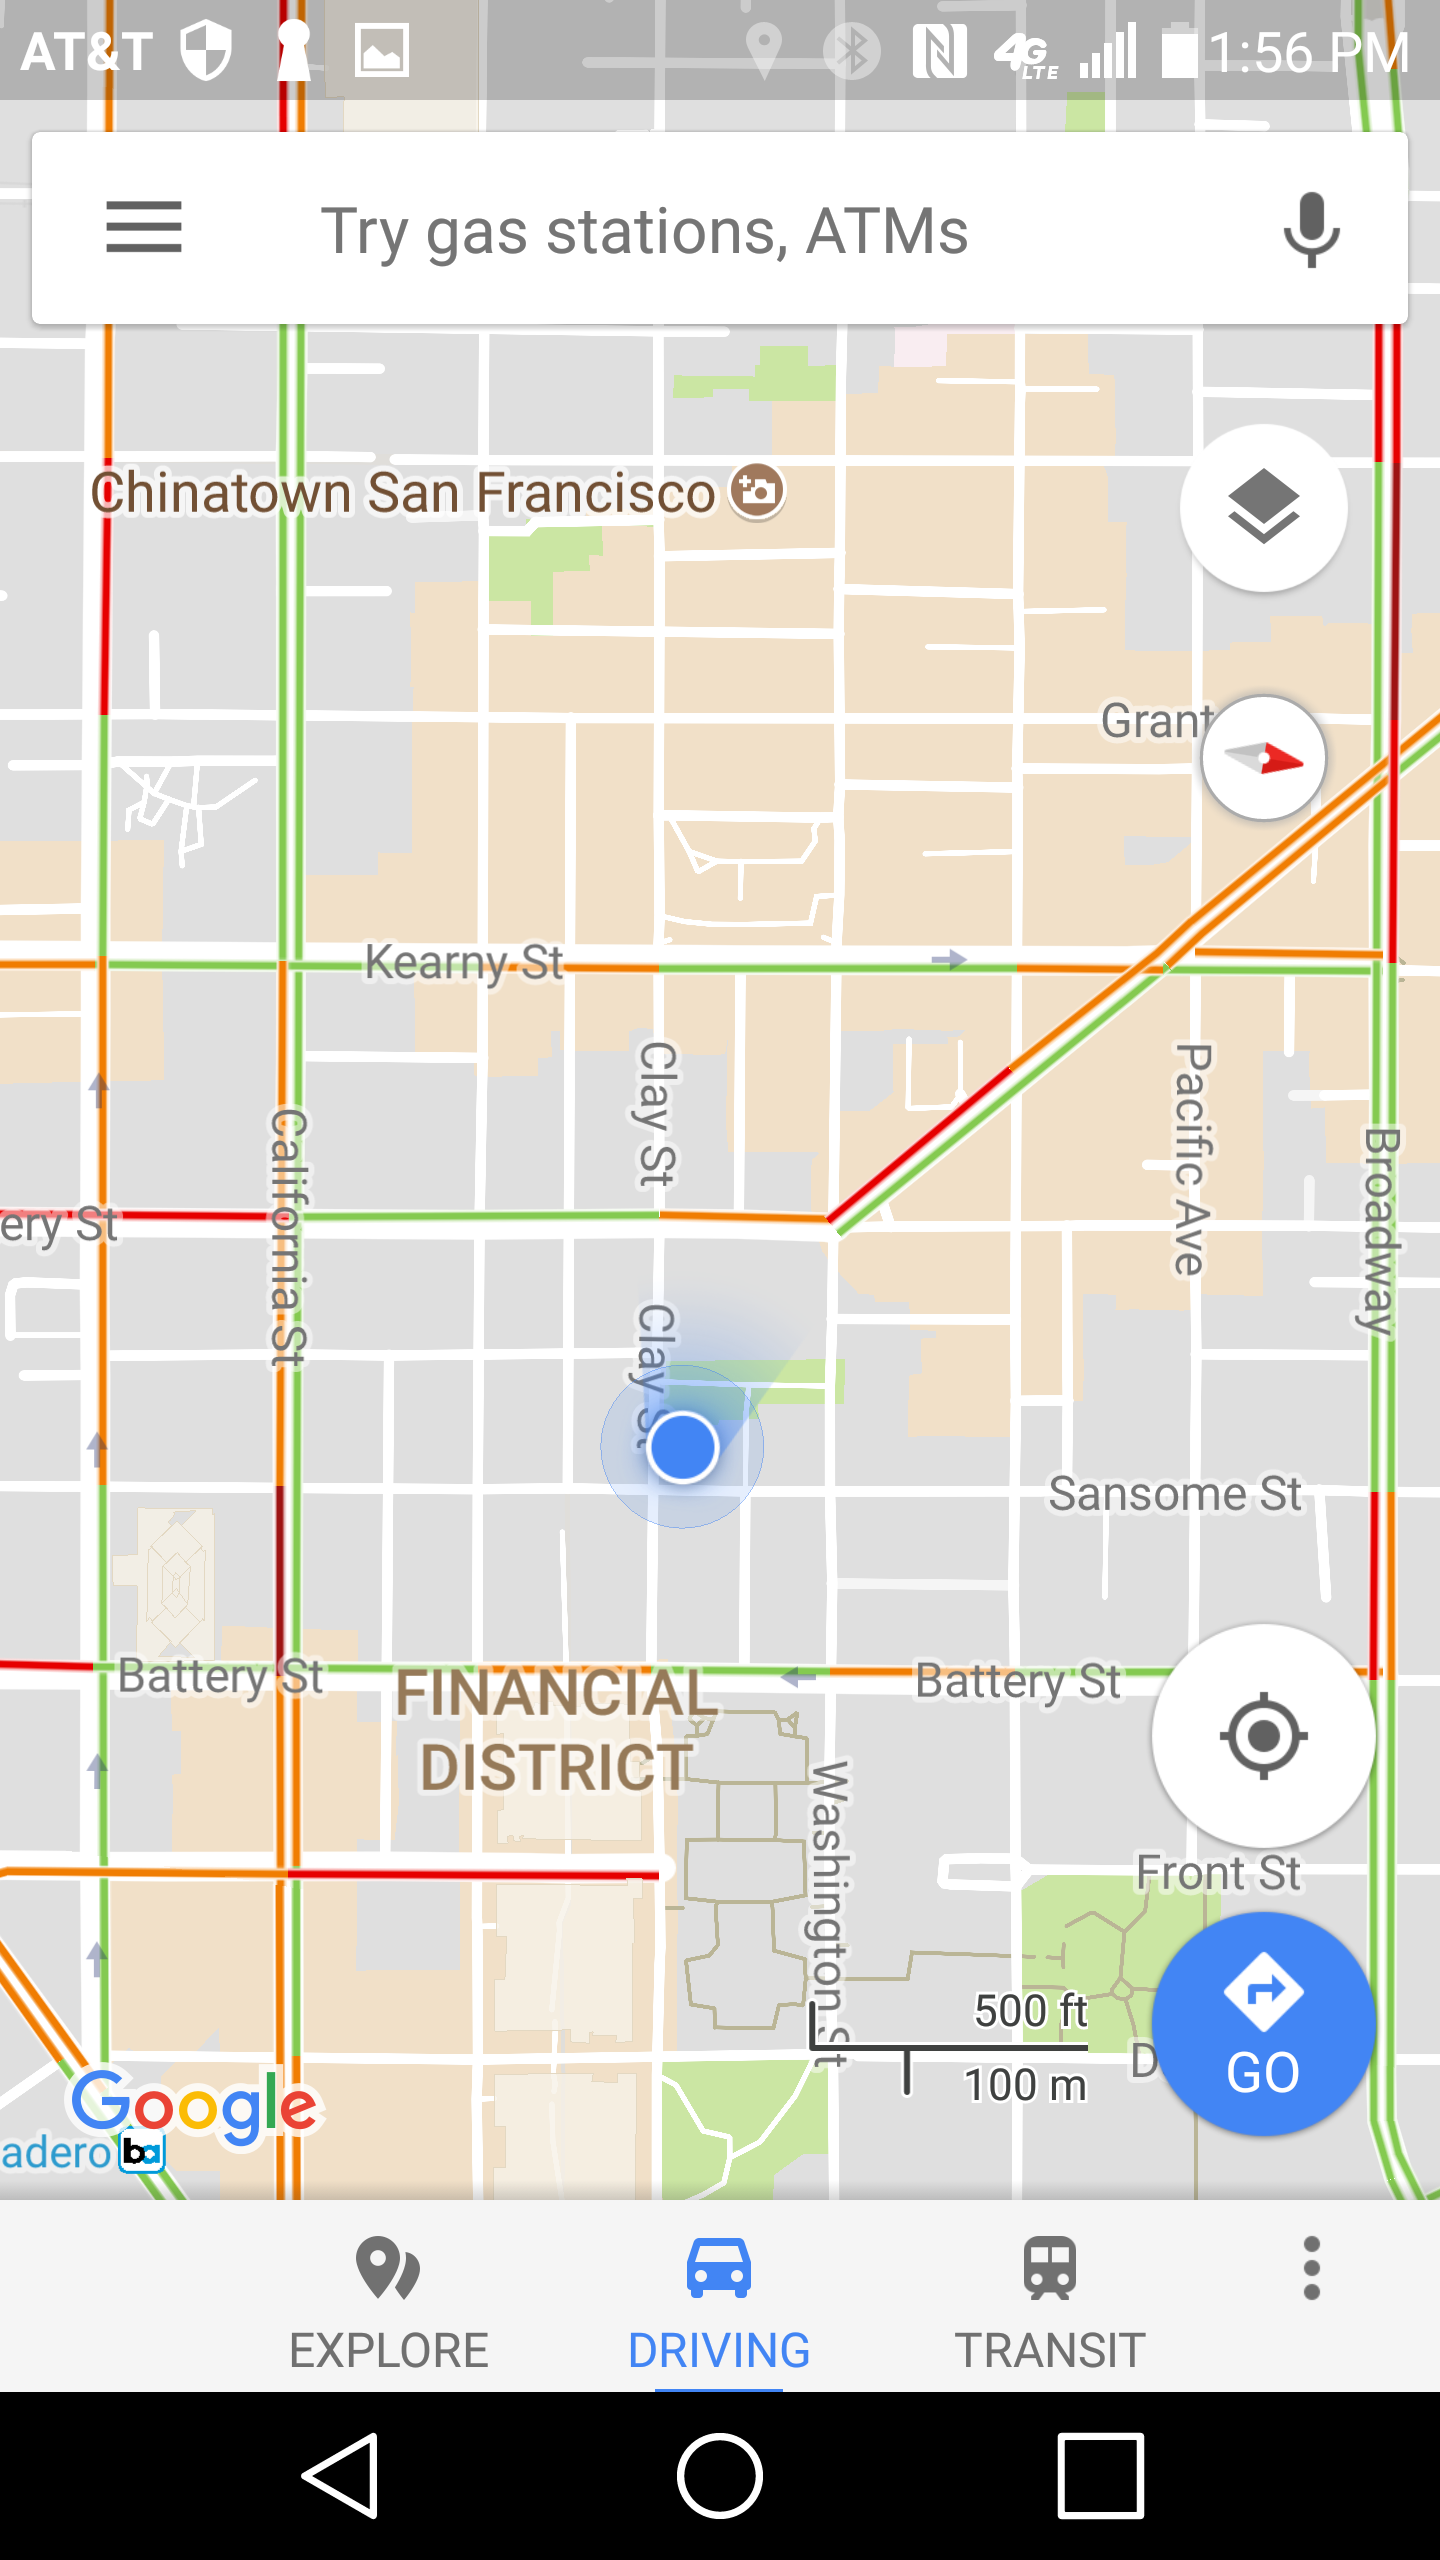 AT&T
4G LTE
1:56 PM
Try gas stations, ATMs
Chinatown San Francisco
Grant
Kearny St
Clay St
Pacific Ave
California St
Broadway
ery St
Clay St
Sansome St
Battery St
Battery St
FINANCIAL
DISTRICT
Washington St
Front St
500 ft
100 m
D
GO
Google
adero
ba
EXPLORE
DRIVING
TRANSIT